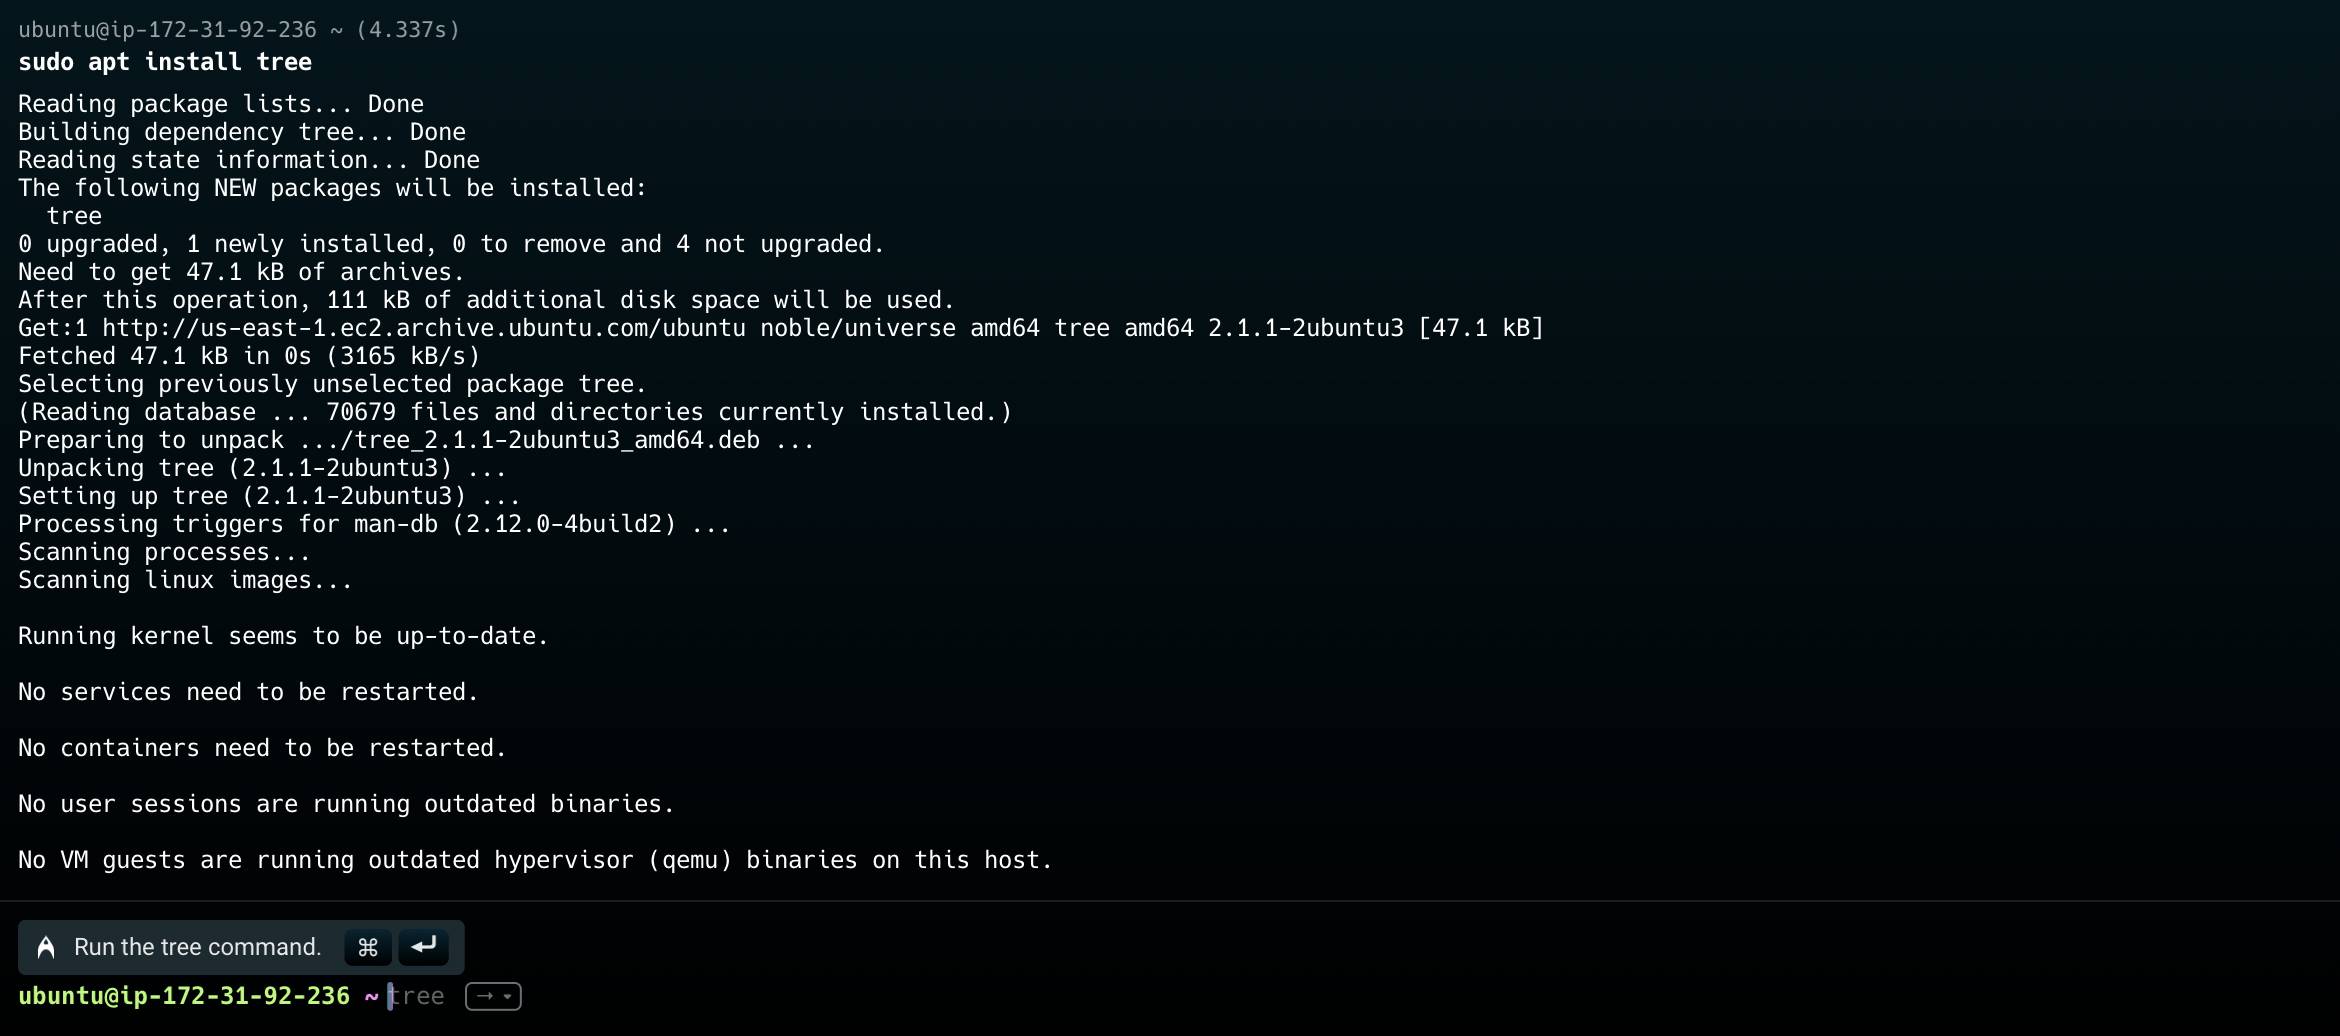 ubuntu@ip-172-31-92-236 ~ (4.337s)
sudo apt install tree
Reading package lists... Done
Building dependency tree... Done
Reading state information... Done
The following NEW packages will be installed:
  tree
0 upgraded, 1 newly installed, 0 to remove and 4 not upgraded.
Need to get 47.1 kB of archives.
After this operation, 111 kB of additional disk space will be used.
Get:1 http://us-east-1.ec2.archive.ubuntu.com/ubuntu noble/universe amd64 tree amd64 2.1.1-2ubuntu3 [47.1 kB]
Fetched 47.1 kB in 0s (3165 kB/s)
Selecting previously unselected package tree.
(Reading database ... 70679 files and directories currently installed.)
Preparing to unpack .../tree_2.1.1-2ubuntu3_amd64.deb ...
Unpacking tree (2.1.1-2ubuntu3) ...
Setting up tree (2.1.1-2ubuntu3) ...
Processing triggers for man-db (2.12.0-4build2) ...
Scanning processes...
Scanning linux images...
Running kernel seems to be up-to-date.
No services need to be restarted.
No containers need to be restarted.
No user sessions are running outdated binaries.
No VM guests are running outdated hypervisor (qemu) binaries on this host.
Run the tree command. ⌘ ↵
ubuntu@ip-172-31-92-236 ~ tree →